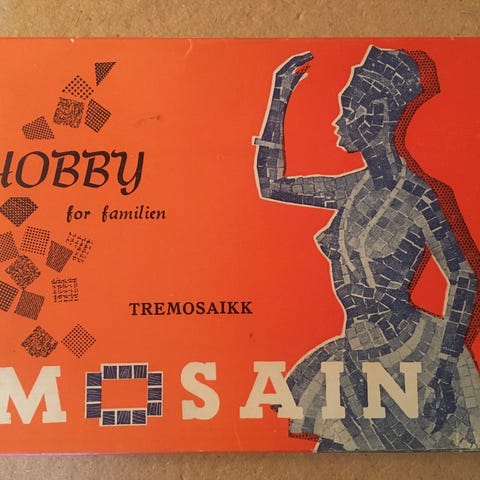 HOBBY
for familien
TREMOSAIKK
MOSAIN